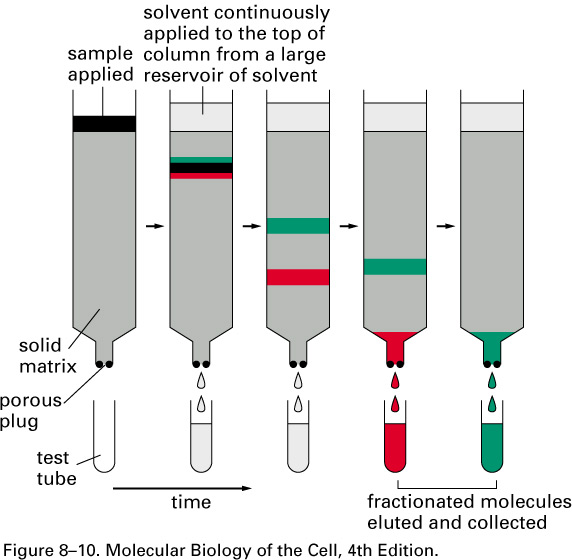 solvent continuously
applied to the top of
column from a large
reservoir of solvent
sample
applied
solid
matrix
porous
plug
test
tube
time
fractionated molecules
eluted and collected
Figure 8–10. Molecular Biology of the Cell, 4th Edition.